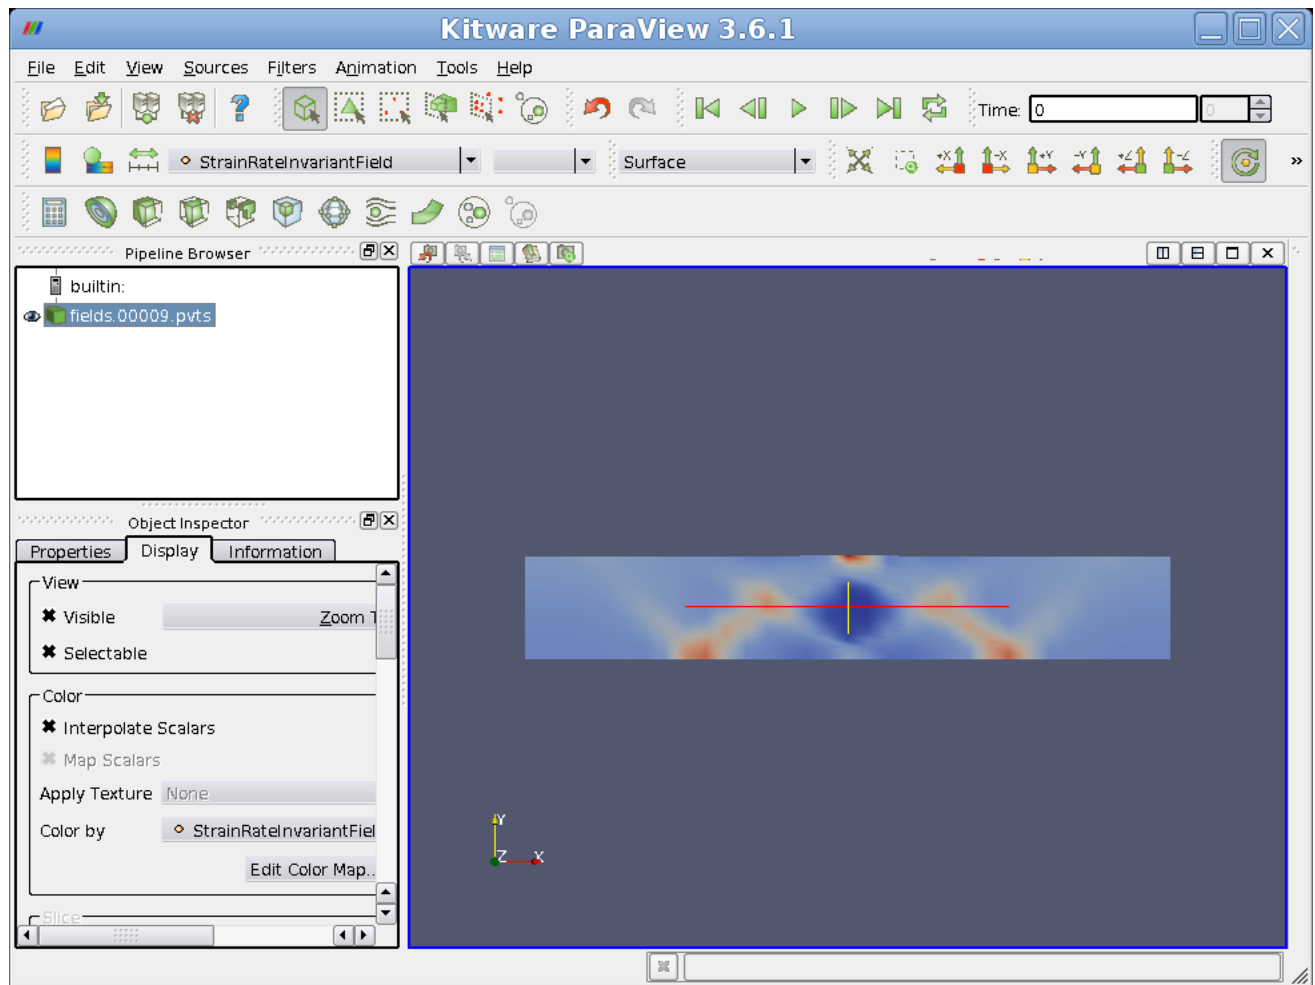 Kitware ParaView 3.6.1
File Edit View Sources Filters Animation Tools Help
Time: 0 0
StrainRateInvariantField Surface +X -X +Y -Y +Z -Z »
Pipeline Browser
builtin:
fields.00009.pvts
Object Inspector
Properties Display Information
View
Visible Zoom T
Selectable
Color
Interpolate Scalars
Map Scalars
Apply Texture None
Color by StrainRateInvariantFiel
Edit Color Map..
Slice
Y
Z X